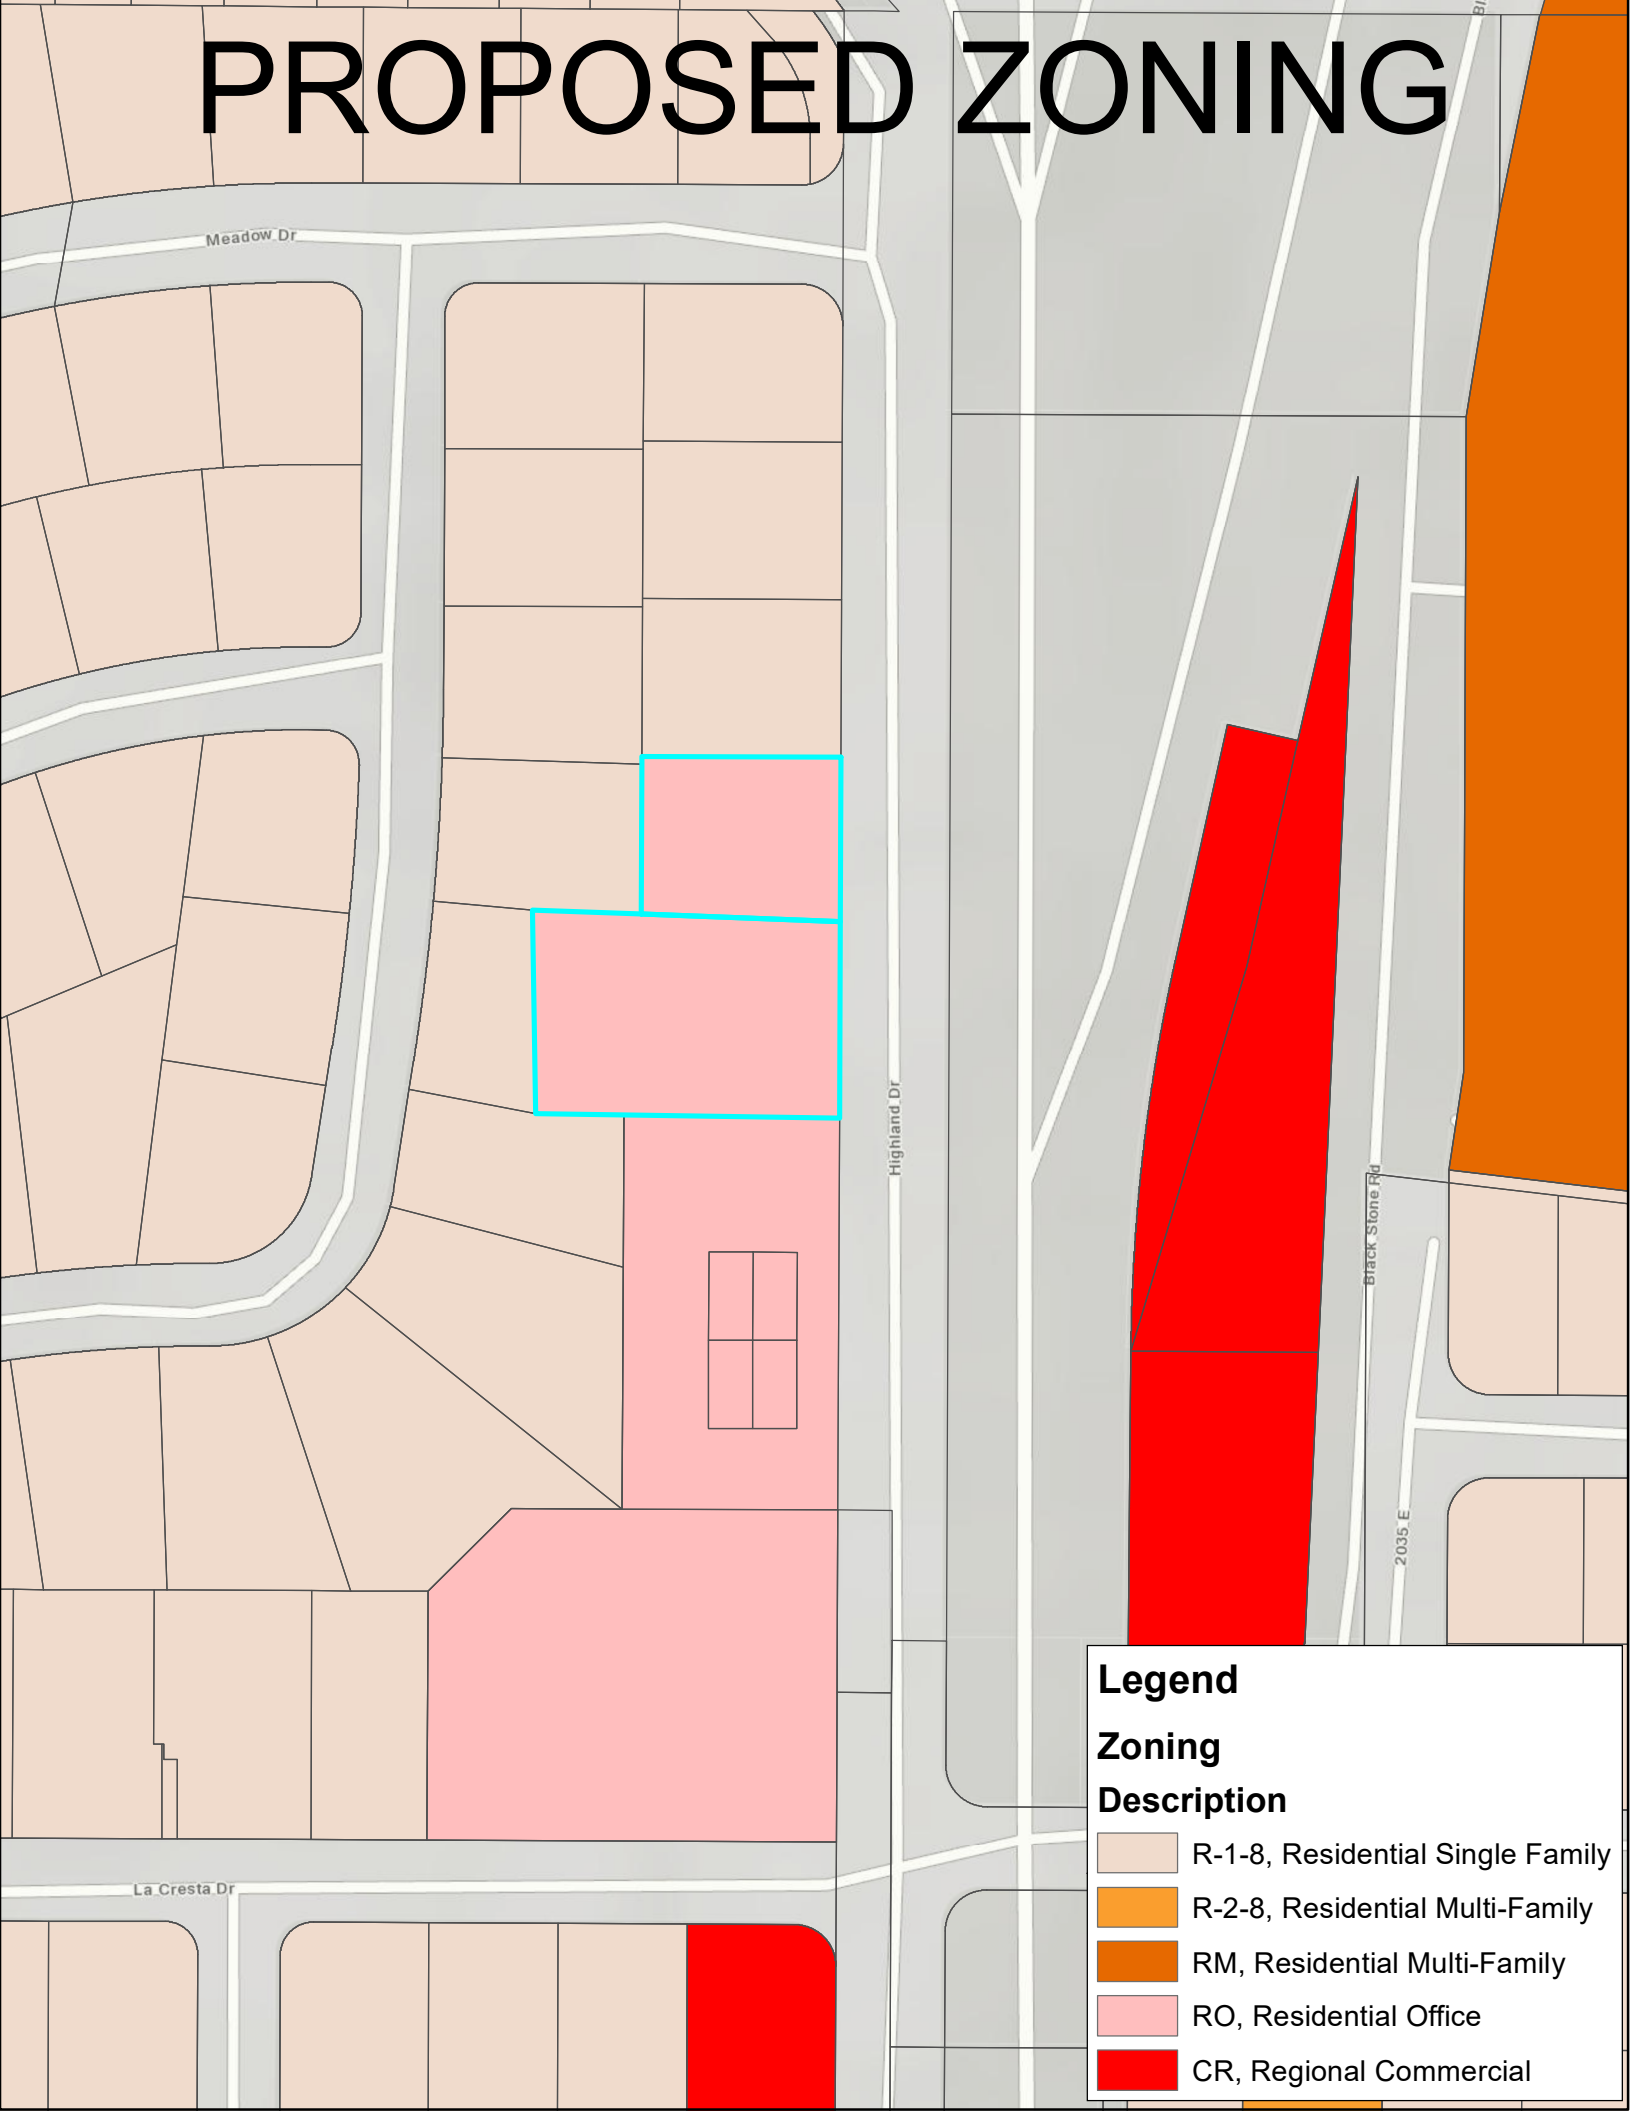 PROPOSED ZONING
Meadow Dr
Highland Dr
Black Stone Rd
2035 E
La Cresta Dr
Legend
Zoning
Description
R-1-8, Residential Single Family
R-2-8, Residential Multi-Family
RM, Residential Multi-Family
RO, Residential Office
CR, Regional Commercial